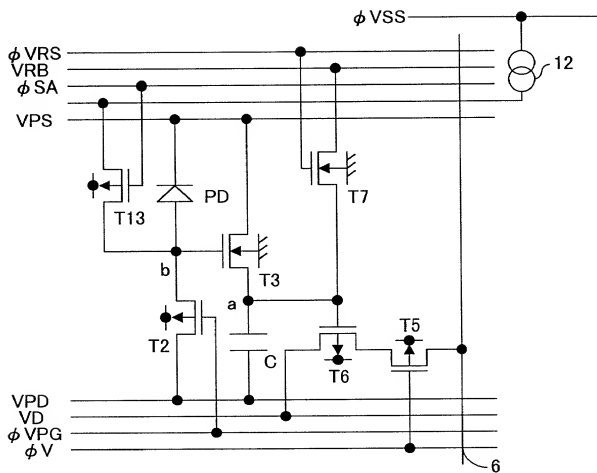 φVSS
φVRS
VRB
φSA
12
VPS
T13
PD
T7
b
T3
a
T2
C
T5
T6
VPD
VD
φVPG
φV
6